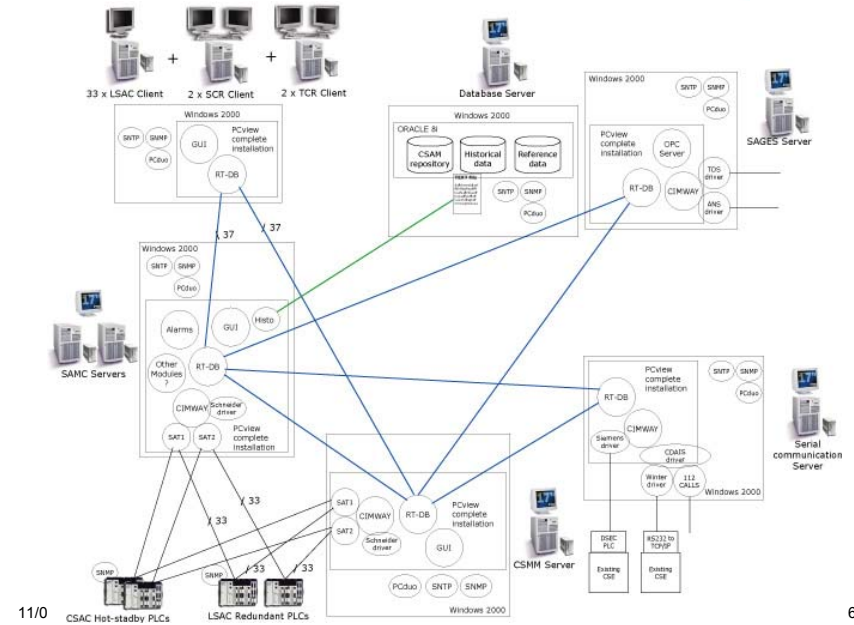 33 x LSAC Client
+
2 x SCR Client
+
2 x TCR Client
Windows 2000
SNTP
SNMP
PCduo
PCview
complete
installation
GUI
RT-DB
Database Server
Windows 2000
ORACLE 8i
CSAM
repository
Historical
data
Reference
data
SNTP
SNMP
PCduo
Windows 2000
SNTP
SNMP
PCduo
SAGES Server
PCview
complete
installation
OPC
Server
RT-DB
CIMWAY
TDS
driver
ANS
driver
/ 37
/ 37
Windows 2000
SNTP
SNMP
PCduo
Alarms
GUI
Histo
Other
Modules
?
RT-DB
CIMWAY
Schneider
driver
SAT1
SAT2
PCview
complete
installation
SAMC Servers
PCview
complete
installation
SNTP
SNMP
PCduo
RT-DB
CIMWAY
Siemens
driver
CDAIS
driver
Winter
driver
112
CALLS
Windows 2000
Serial
communication
Server
DSEC
PLC
Existing
CSE
RS232 to
TCP/IP
Existing
CSE
/ 33
/ 33
/ 33
SAT1
SAT2
CIMWAY
Schneider
driver
RT-DB
GUI
PCview
complete
installation
PCduo
SNTP
SNMP
Windows 2000
CSMM Server
SNMP
CSAC Hot-stadby PLCs
SNMP
LSAC Redundant PLCs
11/0
6